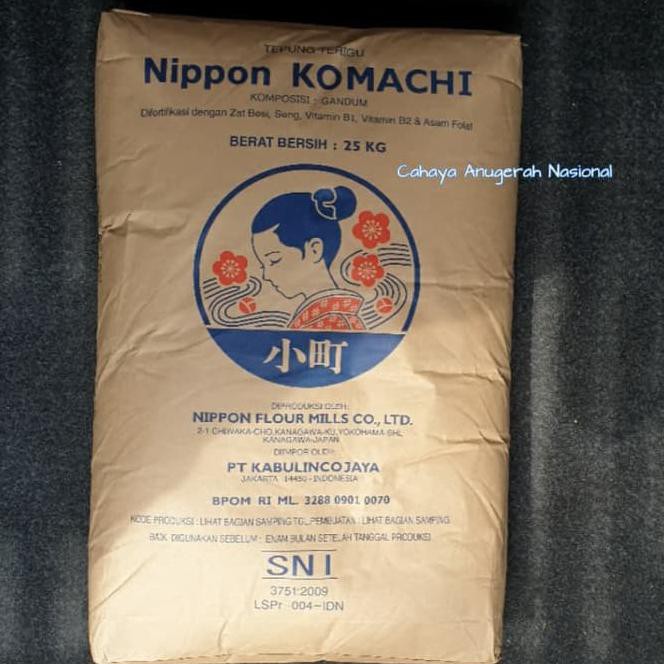 TEPUNG TERIGU
Nippon KOMACHI
KOMPOSISI : GANDUM
Difortifikasi dengan Zat Besi, Seng, Vitamin B1, Vitamin B2 & Asam Folat
BERAT BERSIH : 25 KG
Cahaya Anugerah Nasional
小町
DIPRODUKSI OLEH:
NIPPON FLOUR MILLS CO., LTD.
2-1 CHIWAKA-CHO, KANAGAWA-KU, YOKOHAMA-SHI,
KANAGAWA-JAPAN
DIIMPOR OLEH:
PT KABULINCO JAYA
JAKARTA 14450 - INDONESIA
BPOM RI ML. 3288 0901 0070
KODE PRODUKSI : LIHAT BAGIAN SAMPING TGL.PEMBUATAN : LIHAT BAGIAN SAMPING
BAIK DIGUNAKAN SEBELUM : ENAM BULAN SETELAH TANGGAL PRODUKSI
SNI
3751:2009
LSPr - 004-IDN